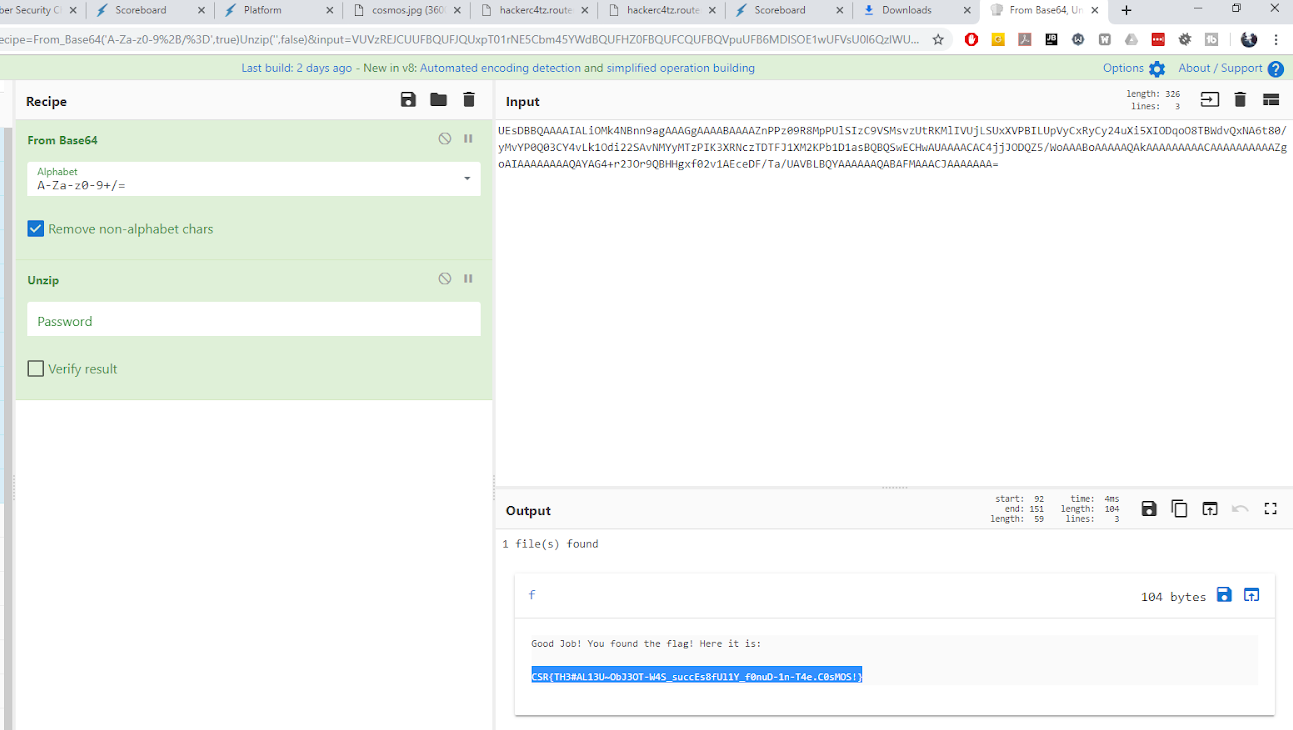 ber Security C
Scoreboard
Platform
cosmos.jpg (360
hackerc4tz.route
hackerc4tz.route
Scoreboard
Downloads
From Base64, Un
ecipe=From_Base64('A-Za-z0-9%2B/%3D',true)Unzip('',false)&input=VUVzREJCUUFBQUFJQUxpT01rNE5Cbm45YWdBQUFHZ0FBQUFCQUFBQVpuUFB6MDlSOE1wUFVsU0l6QzlWU...
Last build: 2 days ago - New in v8: Automated encoding detection and simplified operation building
Options
About / Support
Recipe
Input
length: 326
lines: 3
From Base64
Alphabet
A-Za-z0-9+/=
Remove non-alphabet chars
Unzip
Password
Verify result
UEsDBBQAAAAIALiOMk4NBnn9agAAAGgAAAABAAAAZnPPz09R8MpPUlSIzC9VSMsvzUtRKMlIVUjLSUxXVPBILUpVyCxRyCy24uXi5XIODqoO8TBWdvQxNA6t80/
yMvYP0Q03CY4vLk1Odi22SAvNMYyMTzPIK3XRNczTDTFJ1XM2KPb1D1asBQBQSwECHwAUAAAACAC4jjJODQZ5/WoAAABoAAAAAQAkAAAAAAAAACAAAAAAAAAAZg
oAIAAAAAAAAQAYAG4+r2JOr9QBHHgxf02v1AEceDF/Ta/UAVBLBQYAAAAAAQABAFMAAACJAAAAAAA=
Output
start: 92
end: 151
length: 59
time: 4ms
length: 104
lines: 3
1 file(s) found
f
104 bytes
Good Job! You found the flag! Here it is:
CSR{TH3#AL13U~ObJ3OT-W4S_succEs8fUl1Y_f0nuD-1n-T4e.C0sMOS!}